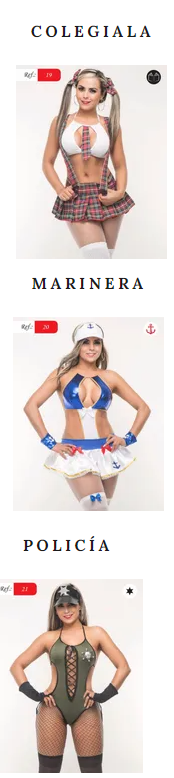 COLEGIALA
Ref.: 19
MARINERA
Ref.: 20
POLICÍA
Ref.: 21